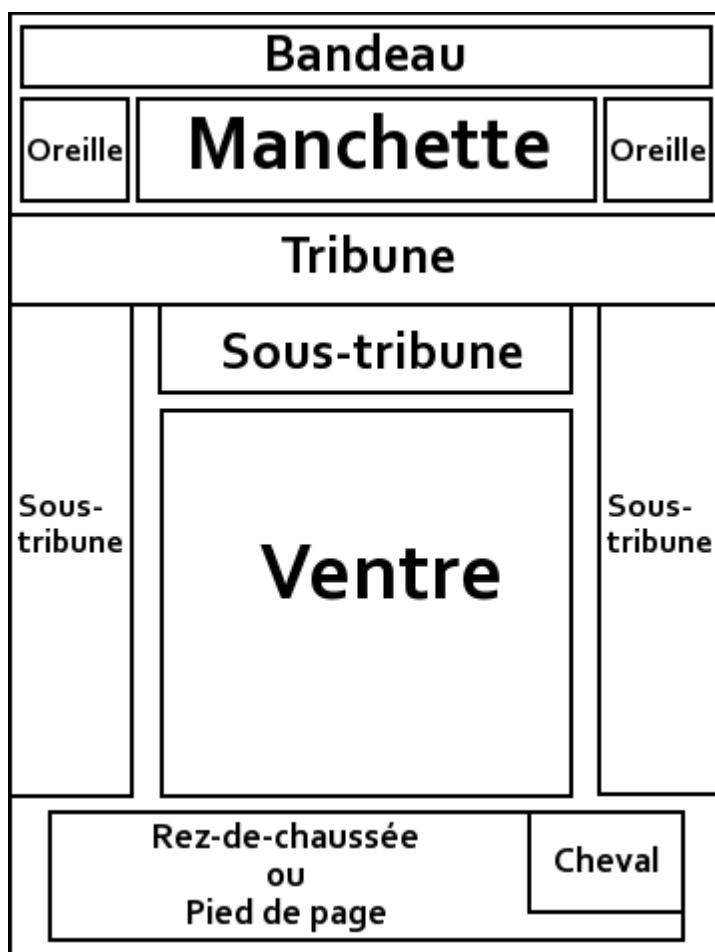 Bandeau
Oreille
Manchette
Oreille
Tribune
Sous-tribune
Sous-
tribune
Ventre
Sous-
tribune
Rez-de-chaussée
ou
Pied de page
Cheval